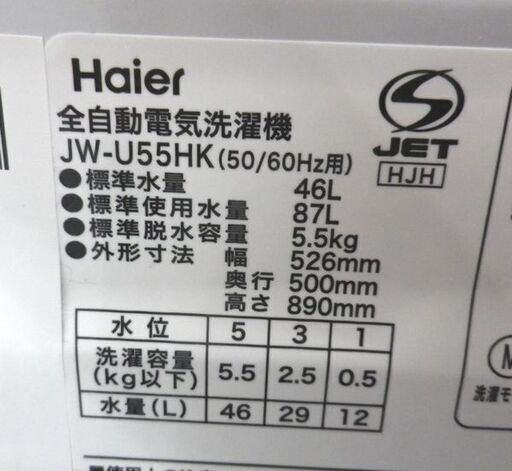 Haier
全自動電気洗濯機
JW-U55HK(50/60Hz用)
●標準水量 46L
●標準使用水量 87L
●標準脱水容量 5.5kg
●外形寸法 幅 526mm
奥行 500mm
高さ 890mm
S
JET
HJH
水位 5 3 1
洗濯容量(kg以下) 5.5 2.5 0.5
水量(L) 46 29 12